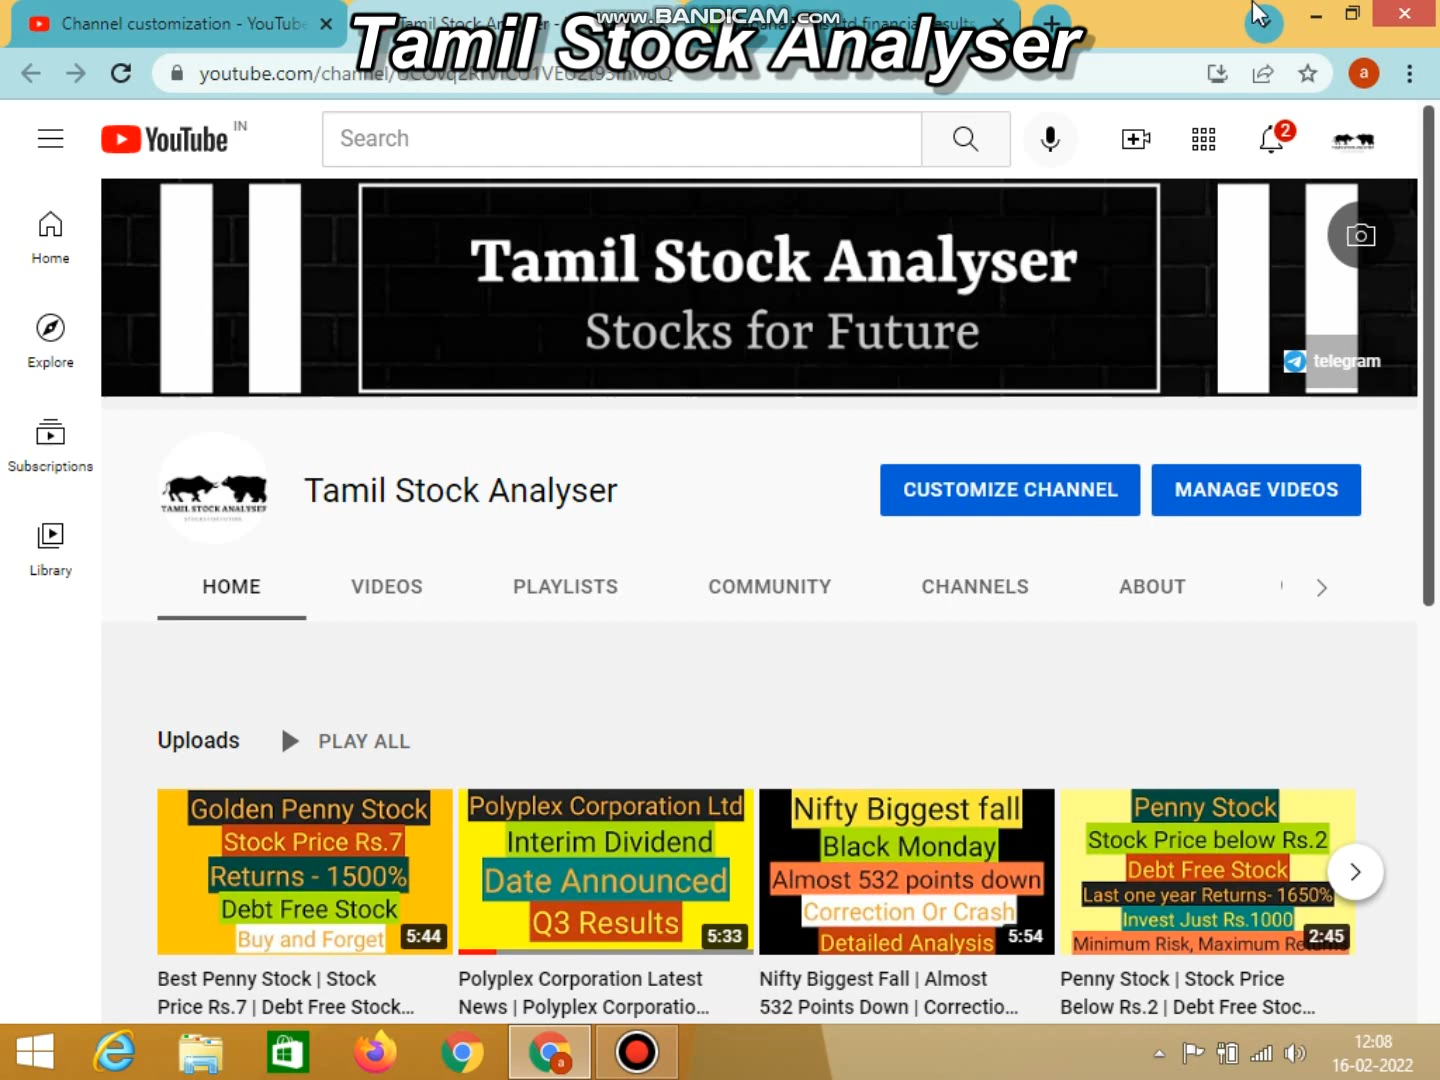 Channel customization - YouTube
www.BANDICAM.com
Tamil Stock Analyser
youtube.com/channel/
a
YouTube IN
Search
2
Tamil Stock Analyser
Stocks for Future
telegram
Home
Explore
Subscriptions
Library
TAMIL STOCK ANALYSER
Tamil Stock Analyser
CUSTOMIZE CHANNEL
MANAGE VIDEOS
HOME
VIDEOS
PLAYLISTS
COMMUNITY
CHANNELS
ABOUT
Uploads
PLAY ALL
Golden Penny Stock
Stock Price Rs.7
Returns - 1500%
Debt Free Stock
Buy and Forget
5:44
Polyplex Corporation Ltd
Interim Dividend
Date Announced
Q3 Results
5:33
Nifty Biggest fall
Black Monday
Almost 532 points down
Correction Or Crash
Detailed Analysis
5:54
Penny Stock
Stock Price below Rs.2
Debt Free Stock
Last one year Returns- 1650%
Invest Just Rs.1000
Minimum Risk, Maximum Returns
2:45
Best Penny Stock | Stock
Price Rs.7 | Debt Free Stock...
Polyplex Corporation Latest
News | Polyplex Corporatio...
Nifty Biggest Fall | Almost
532 Points Down | Correctio...
Penny Stock | Stock Price
Below Rs.2 | Debt Free Stoc...
a
12:08
16-02-2022